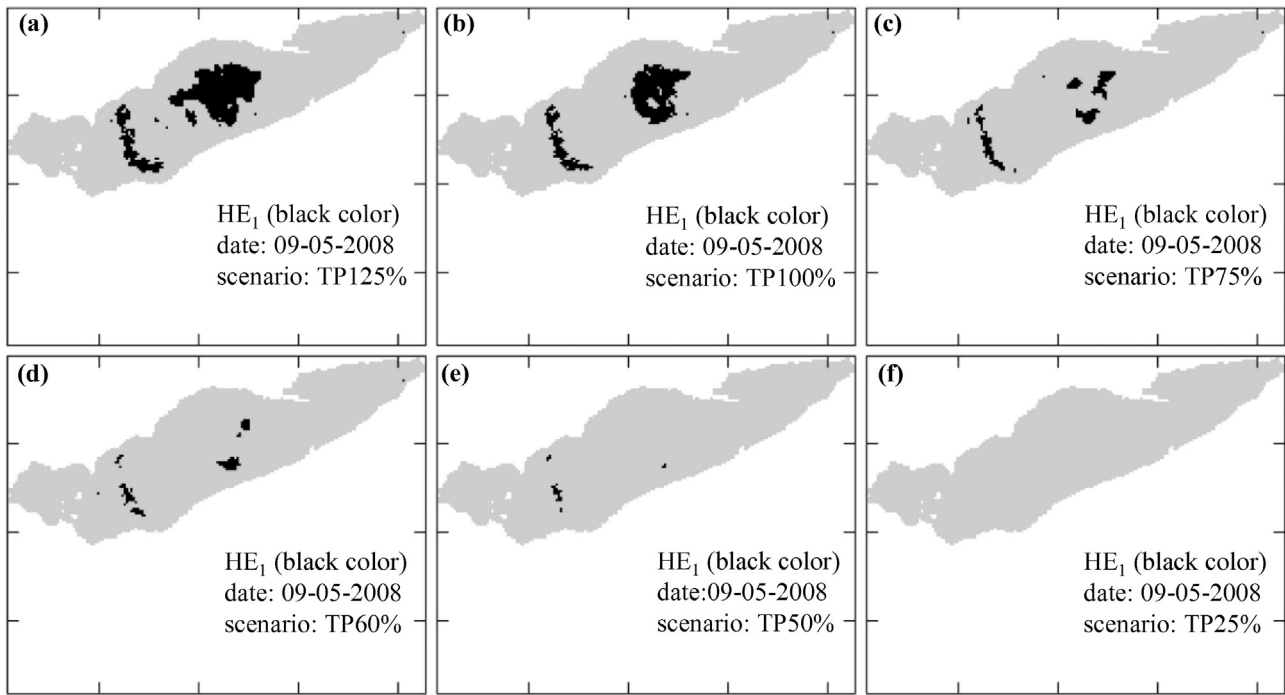 (a)
HE₁ (black color)
date: 09-05-2008
scenario: TP125%
(b)
HE₁ (black color)
date: 09-05-2008
scenario: TP100%
(c)
HE₁ (black color)
date: 09-05-2008
scenario: TP75%
(d)
HE₁ (black color)
date: 09-05-2008
scenario: TP60%
(e)
HE₁ (black color)
date:09-05-2008
scenario: TP50%
(f)
HE₁ (black color)
date: 09-05-2008
scenario: TP25%